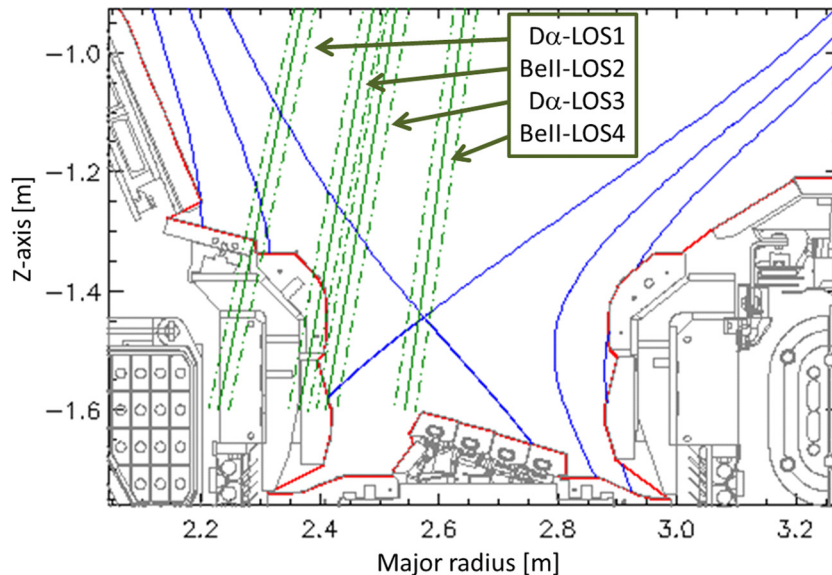 Dα-LOS1
BeII-LOS2
Dα-LOS3
BeII-LOS4
Z-axis [m]
−1.0
−1.2
−1.4
−1.6
2.2 2.4 2.6 2.8 3.0 3.2
Major radius [m]